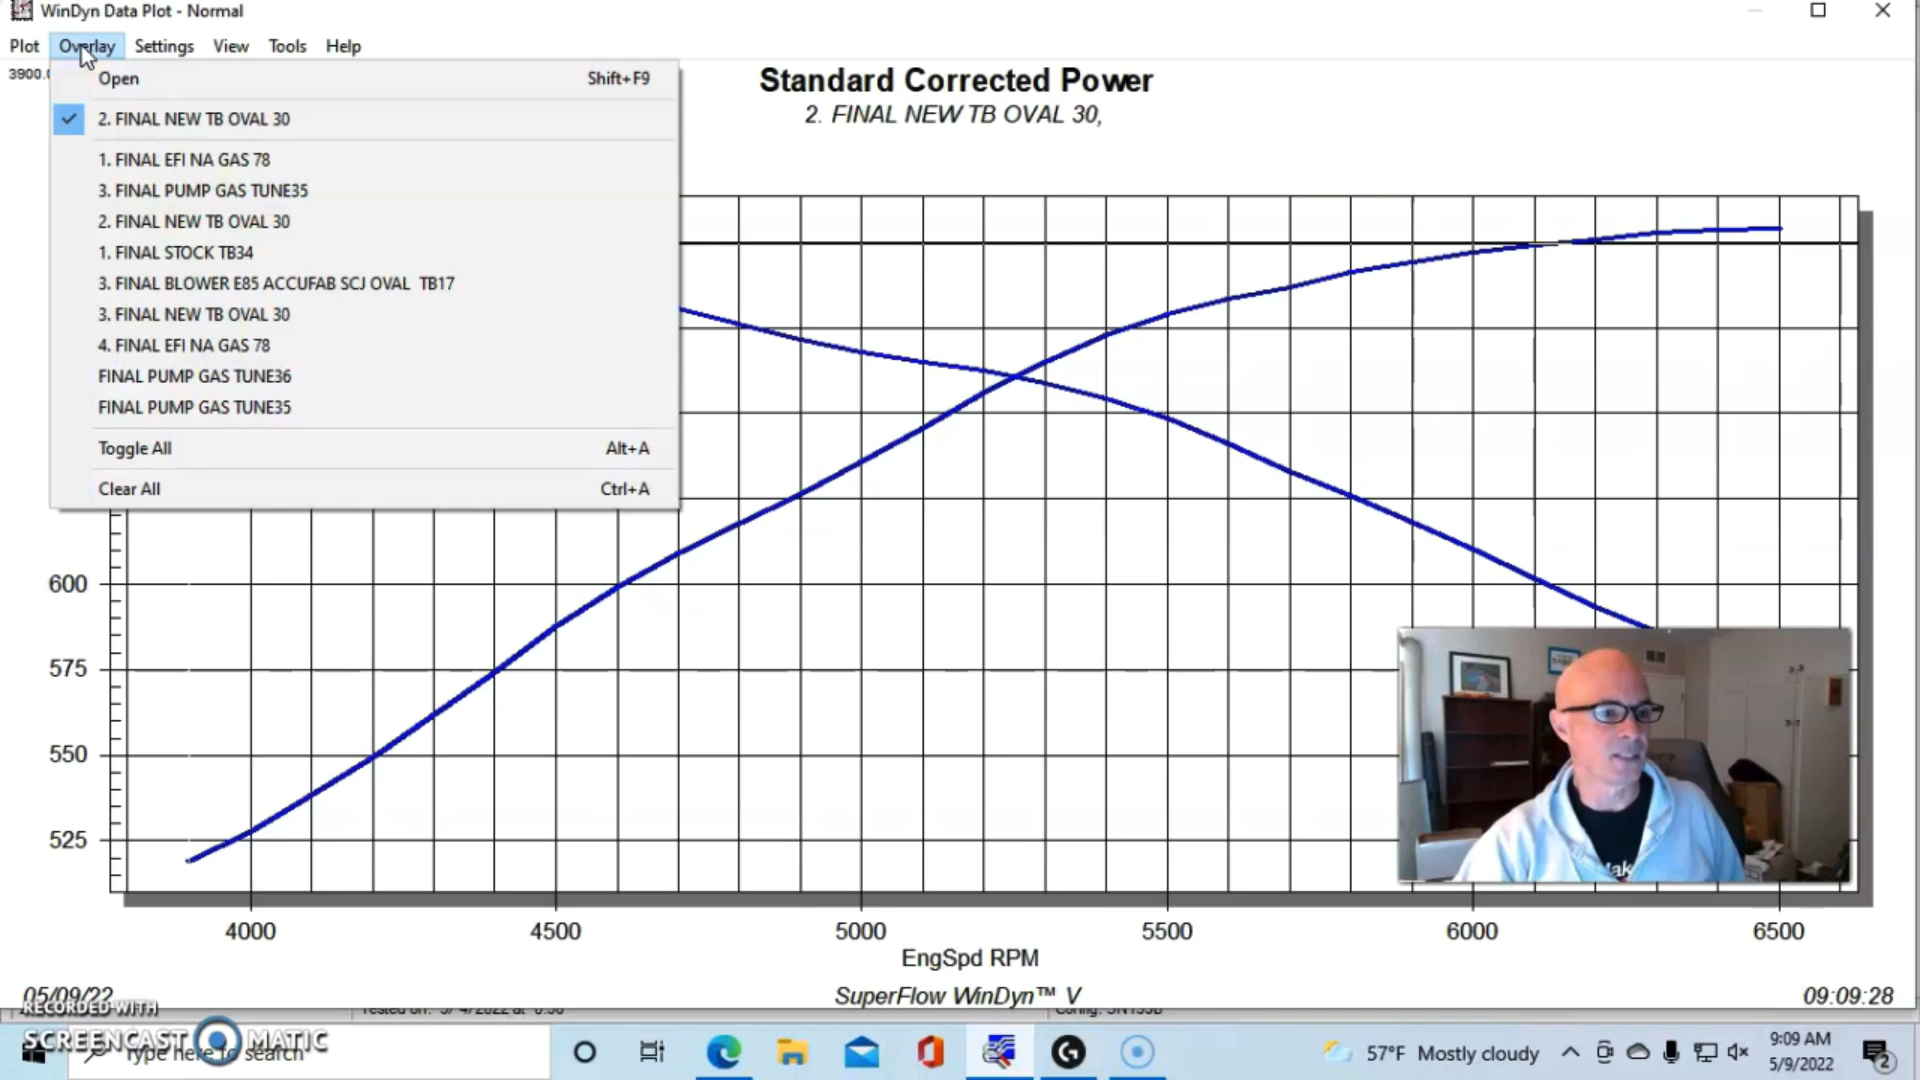 WinDyn Data Plot - Normal
Plot Overlay Settings View Tools Help
3900.0
Open Shift+F9
2. FINAL NEW TB OVAL 30
1. FINAL EFI NA GAS 78
3. FINAL PUMP GAS TUNE35
2. FINAL NEW TB OVAL 30
1. FINAL STOCK TB34
3. FINAL BLOWER E85 ACCUFAB SCJ OVAL TB17
3. FINAL NEW TB OVAL 30
4. FINAL EFI NA GAS 78
FINAL PUMP GAS TUNE36
FINAL PUMP GAS TUNE35
Toggle All Alt+A
Clear All Ctrl+A
Standard Corrected Power
2. FINAL NEW TB OVAL 30,
600
575
550
525
4000 4500 5000 5500 6000 6500
EngSpd RPM
05/09/22 SuperFlow WinDyn™ V 09:09:28
RECORDED WITH
SCREENCAST MATIC
Type here to search
57°F Mostly cloudy
9:09 AM
5/9/2022
2